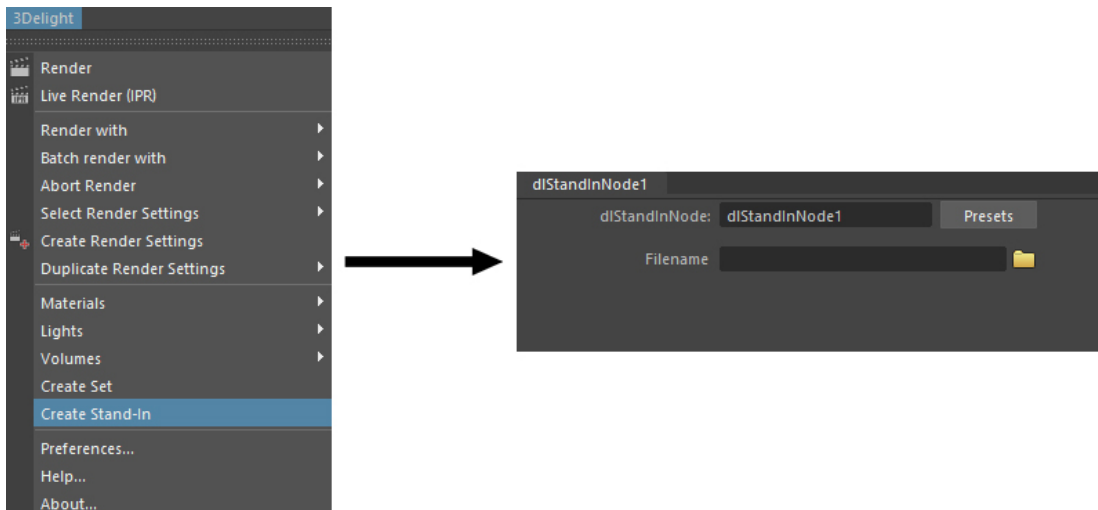 3Delight
Render
Live Render (IPR)
Render with
Batch render with
Abort Render
Select Render Settings
Create Render Settings
Duplicate Render Settings
Materials
Lights
Volumes
Create Set
Create Stand-In
Preferences...
Help...
About...
dlStandInNode1
dlStandInNode: dlStandInNode1 Presets
Filename